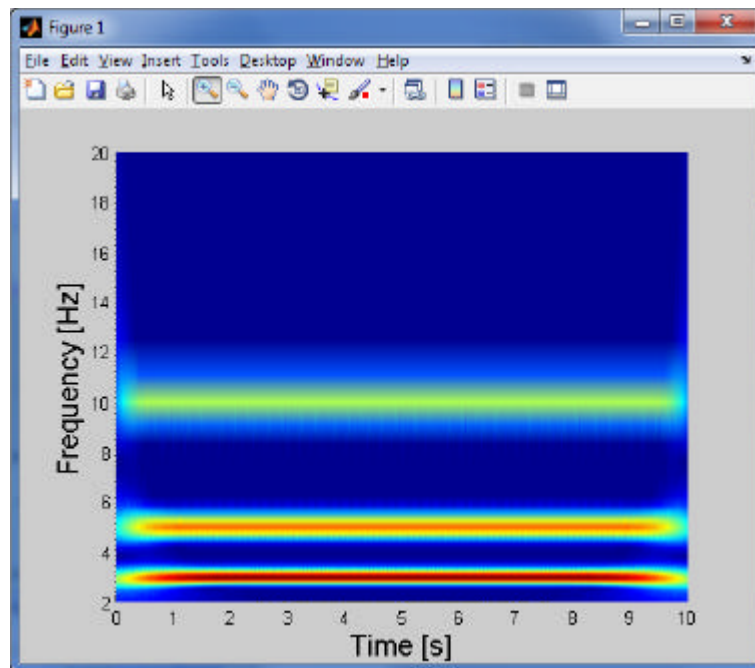 Figure 1
File Edit View Insert Tools Desktop Window Help
20
18
16
14
12
10
8
6
4
2
Frequency [Hz]
0 1 2 3 4 5 6 7 8 9 10
Time [s]